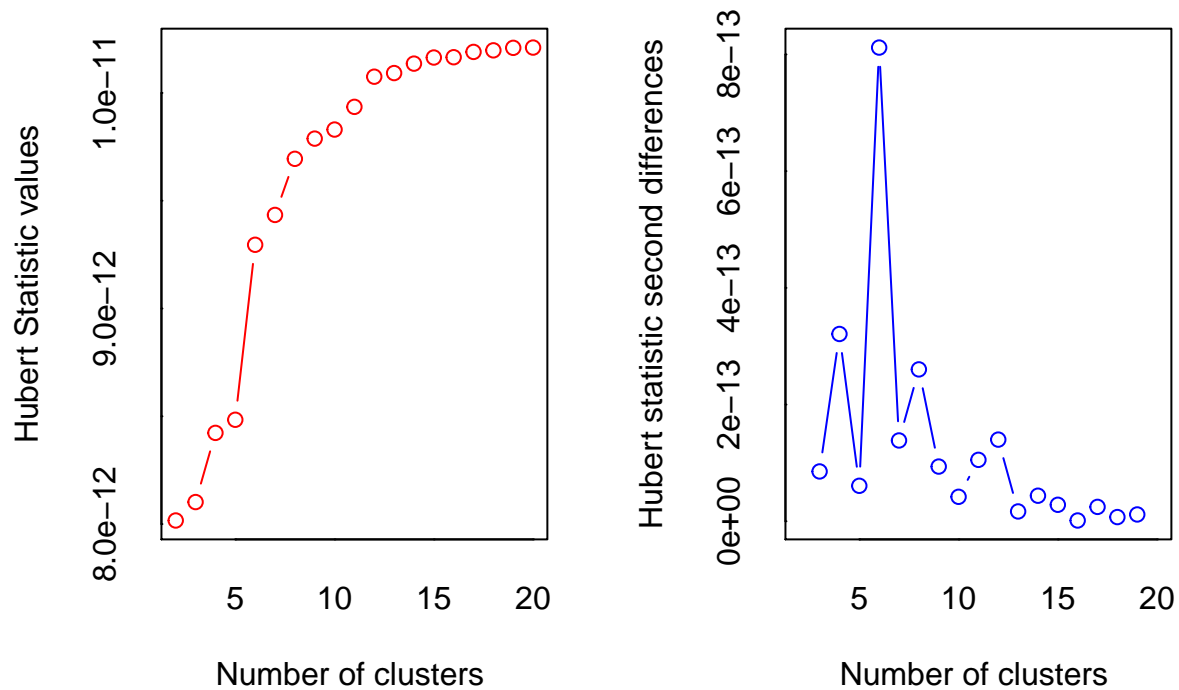 Hubert Statistic values
8.0e−12
9.0e−12
1.0e−11
5
10
15
20
Number of clusters
Hubert statistic second differences
0e+00
2e−13
4e−13
6e−13
8e−13
5
10
15
20
Number of clusters